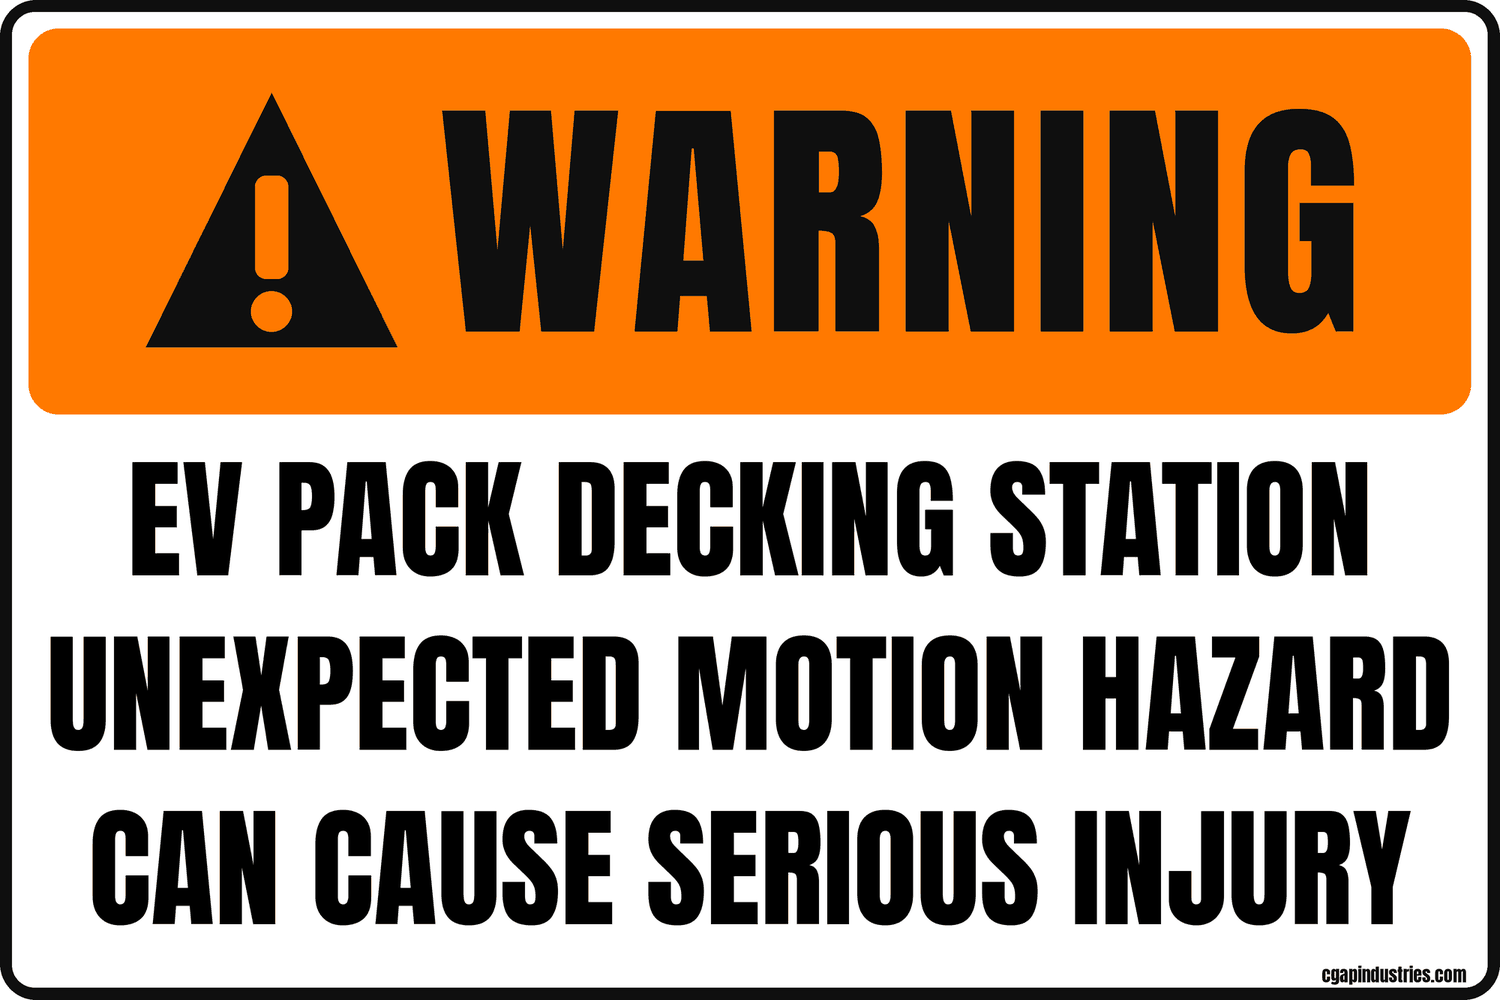 WARNING
EV PACK DECKING STATION
UNEXPECTED MOTION HAZARD
CAN CAUSE SERIOUS INJURY
cgapindustries.com